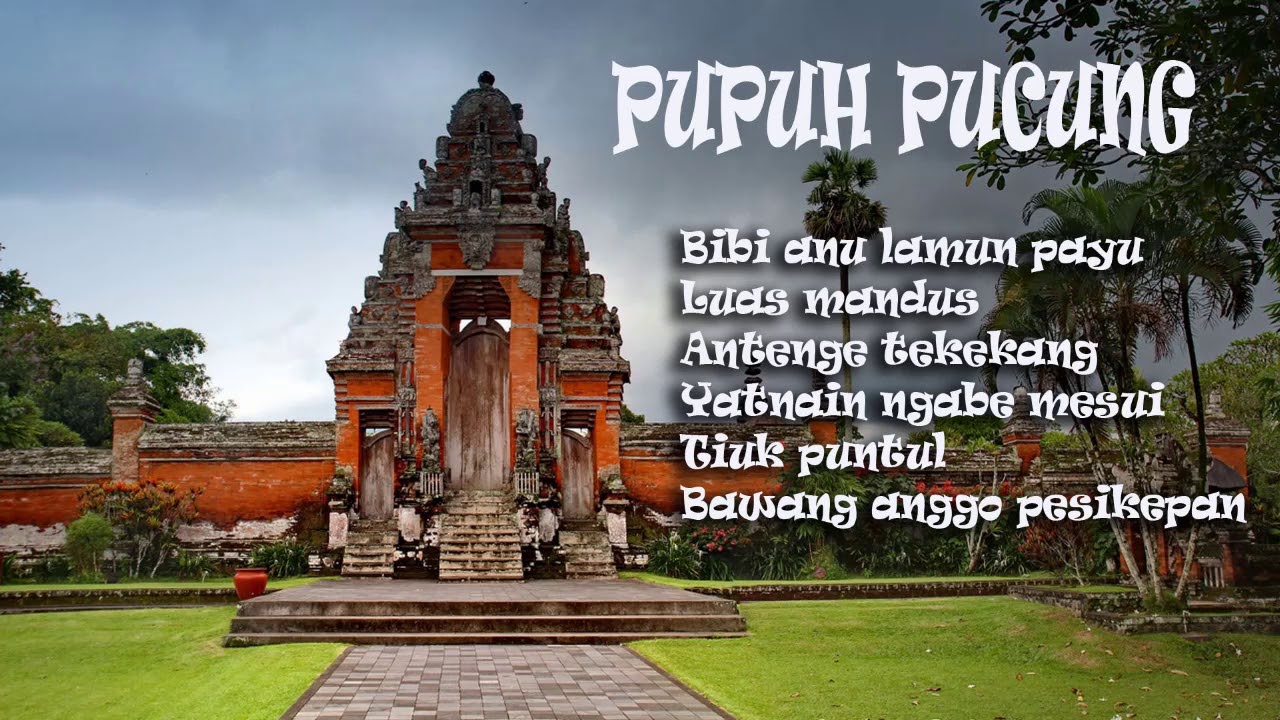 PUPUH PUCUNG
Bibi anu lamun payu
Luas mandus
Antenge tekekang
Yatnain ngabe mesui
Tiuk puntul
Bawang anggo pesikepan